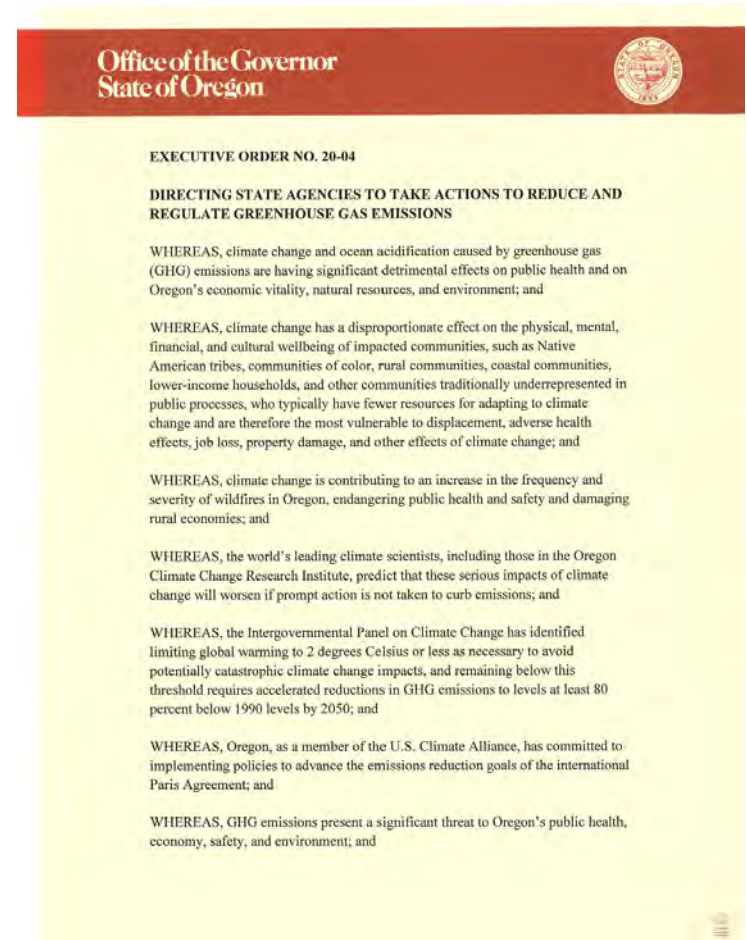 Office of the Governor
State of Oregon
STATE OF OREGON
1859
EXECUTIVE ORDER NO. 20-04
DIRECTING STATE AGENCIES TO TAKE ACTIONS TO REDUCE AND
REGULATE GREENHOUSE GAS EMISSIONS
WHEREAS, climate change and ocean acidification caused by greenhouse gas
(GHG) emissions are having significant detrimental effects on public health and on
Oregon's economic vitality, natural resources, and environment; and
WHEREAS, climate change has a disproportionate effect on the physical, mental,
financial, and cultural wellbeing of impacted communities, such as Native
American tribes, communities of color, rural communities, coastal communities,
lower-income households, and other communities traditionally underrepresented in
public processes, who typically have fewer resources for adapting to climate
change and are therefore the most vulnerable to displacement, adverse health
effects, job loss, property damage, and other effects of climate change; and
WHEREAS, climate change is contributing to an increase in the frequency and
severity of wildfires in Oregon, endangering public health and safety and damaging
rural economies; and
WHEREAS, the world's leading climate scientists, including those in the Oregon
Climate Change Research Institute, predict that these serious impacts of climate
change will worsen if prompt action is not taken to curb emissions; and
WHEREAS, the Intergovernmental Panel on Climate Change has identified
limiting global warming to 2 degrees Celsius or less as necessary to avoid
potentially catastrophic climate change impacts, and remaining below this
threshold requires accelerated reductions in GHG emissions to levels at least 80
percent below 1990 levels by 2050; and
WHEREAS, Oregon, as a member of the U.S. Climate Alliance, has committed to
implementing policies to advance the emissions reduction goals of the international
Paris Agreement; and
WHEREAS, GHG emissions present a significant threat to Oregon's public health,
economy, safety, and environment; and